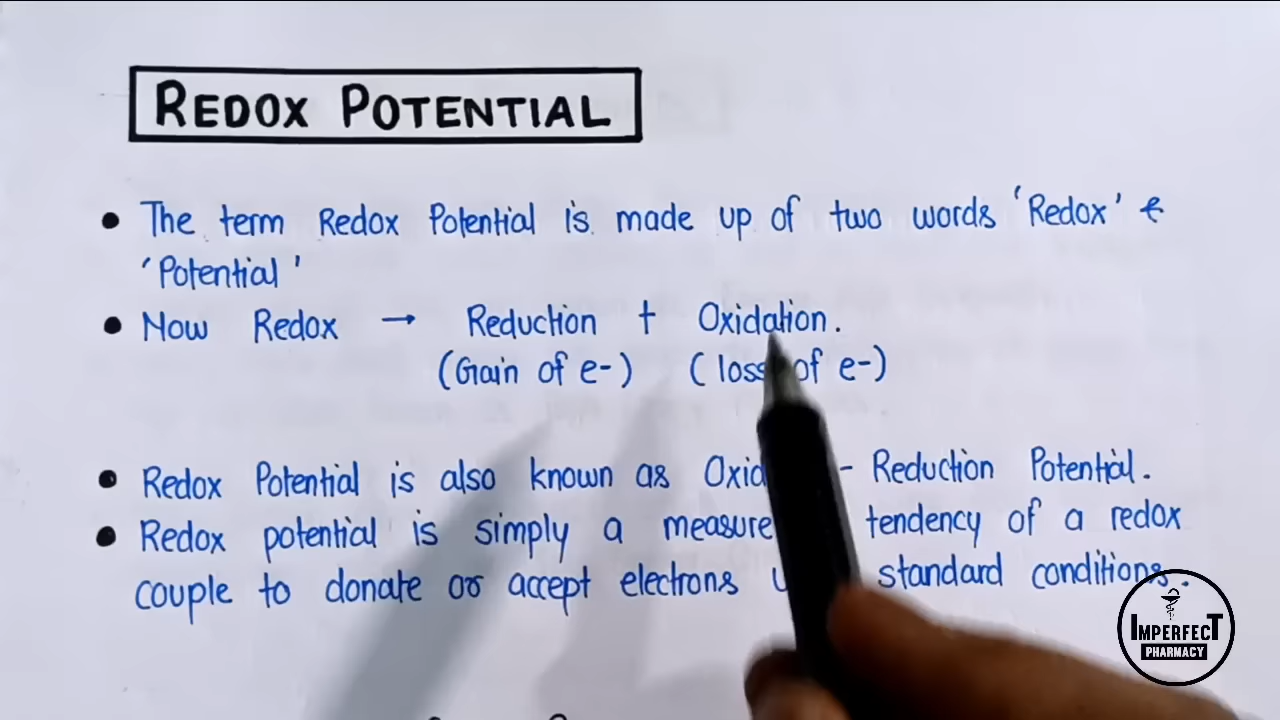 REDOX POTENTIAL
• The term Redox Potential is made up of two words 'Redox' &
'Potential'
• Now Redox → Reduction + Oxidation.
(Gain of e-) (loss of e-)
• Redox Potential is also known as - Reduction Potential.
• Redox potential is simply a measure tendency of a redox
couple to donate or accept electrons standard conditions.
IMPERFECT
PHARMACY